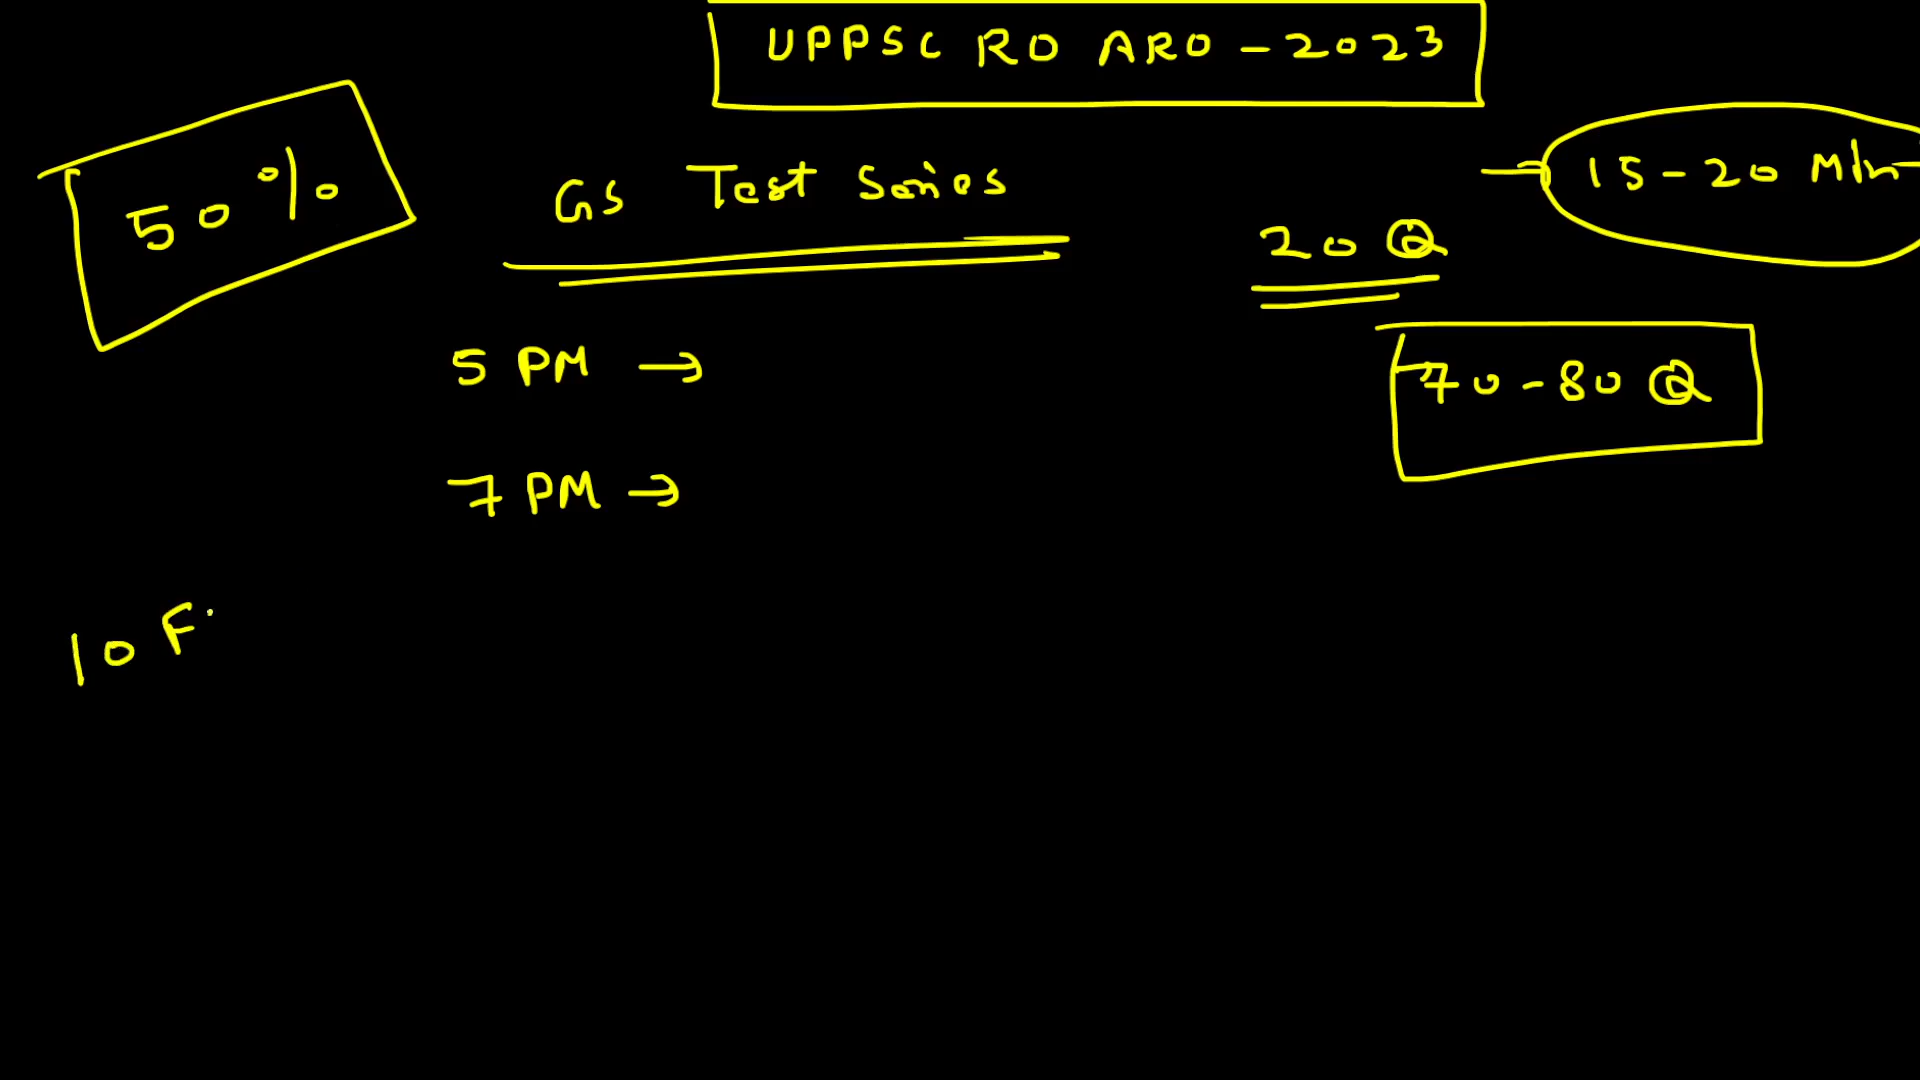 UPPSC RO ARO - 2023
50%
GS Test Series
→ 15-20 Min
20 Q
5 PM →
70-80 Q
7 PM →
10 F